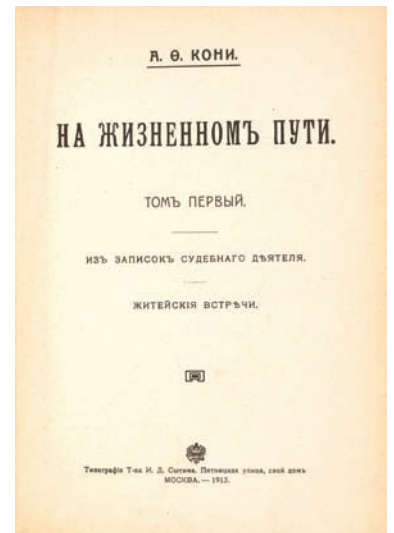 А. Ѳ. КОНИ.
НА ЖИЗНЕННОМЪ ПУТИ.
ТОМЪ ПЕРВЫЙ.
ИЗЪ ЗАПИСОКЪ СУДЕБНАГО ДѢЯТЕЛЯ.
ЖИТЕЙСКІЯ ВСТРѢЧИ.
Типографія Т-ва И. Д. Сытина. Пятницкая улица, свой домъ
МОСКВА. — 1913.